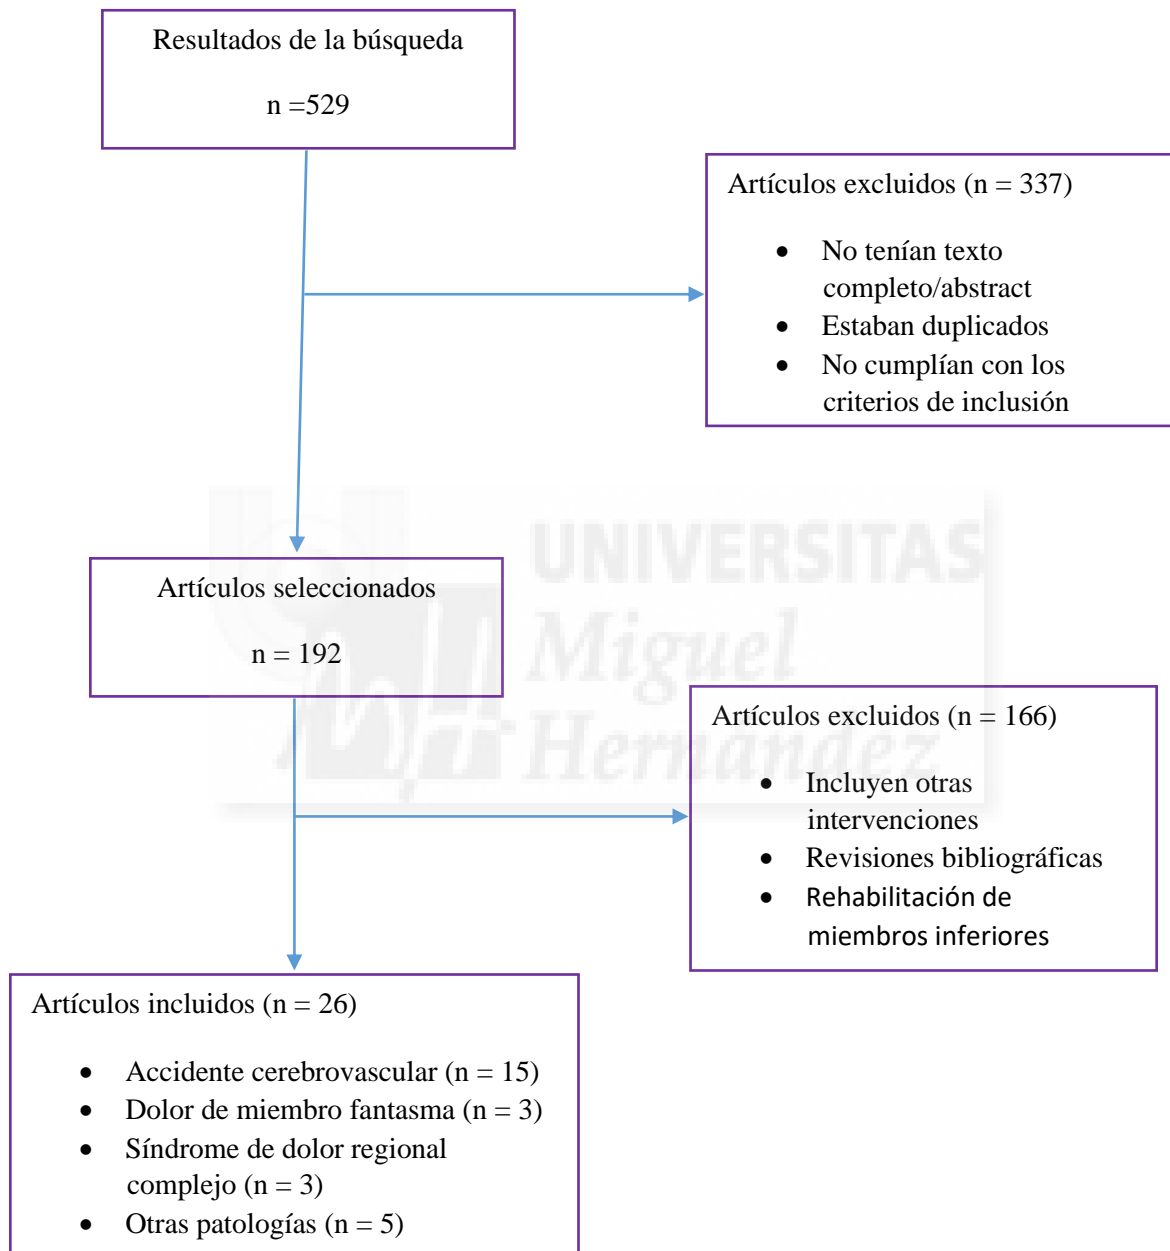 Resultados de la búsqueda
n =529
Artículos excluidos (n = 337)
• No tenían texto
completo/abstract
• Estaban duplicados
• No cumplían con los
criterios de inclusión
UNIVERSITAS
Miguel
Hernández
Artículos seleccionados
n = 192
Artículos excluidos (n = 166)
• Incluyen otras
intervenciones
• Revisiones bibliográficas
• Rehabilitación de
miembros inferiores
Artículos incluidos (n = 26)
• Accidente cerebrovascular (n = 15)
• Dolor de miembro fantasma (n = 3)
• Síndrome de dolor regional
complejo (n = 3)
• Otras patologías (n = 5)